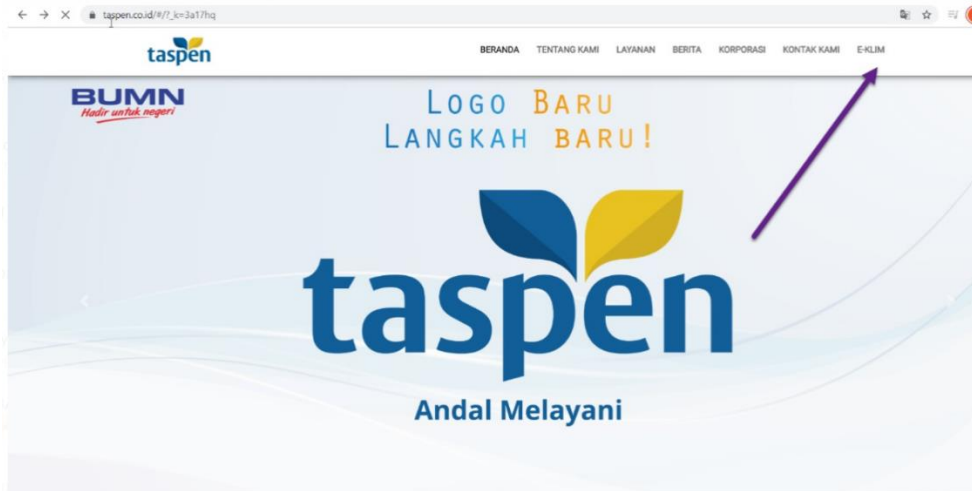 taspen.co.id/#/?_k=3a17hq
taspen
BERANDA TENTANG KAMI LAYANAN BERITA KORPORASI KONTAK KAMI E-KLIM
BUMN
Hadir untuk negeri
LOGO BARU
LANGKAH BARU!
taspen
Andal Melayani